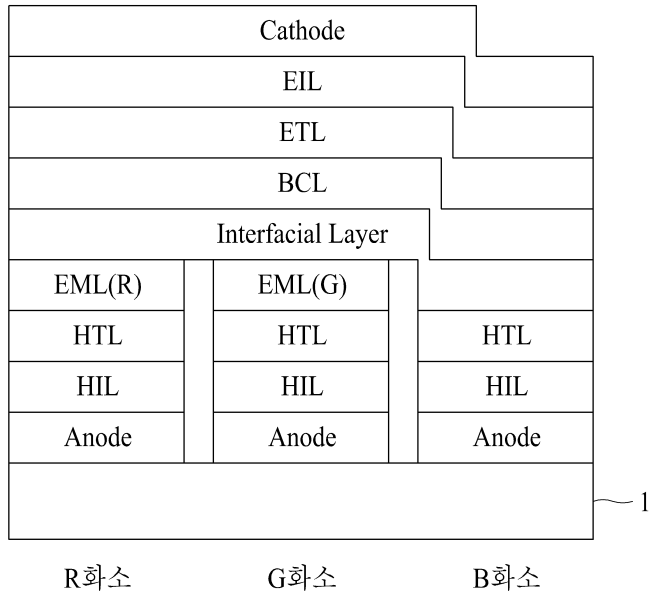 Cathode
EIL
ETL
BCL
Interfacial Layer
EML(R) EML(G)
HTL HTL HTL
HIL HIL HIL
Anode Anode Anode
1
R화소 G화소 B화소